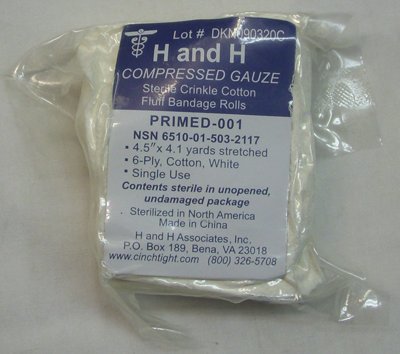 Lot # DKM090320C
H and H
COMPRESSED GAUZE
Sterile Crinkle Cotton
Fluff Bandage Rolls
PRIMED-001
NSN 6510-01-503-2117
• 4.5" x 4.1 yards stretched
• 6-Ply, Cotton, White
• Single Use
Contents sterile in unopened,
undamaged package
Sterilized in North America
Made in China
H and H Associates, Inc.
P.O. Box 189, Bena, VA 23018
www.cinchtight.com (800) 326-5708